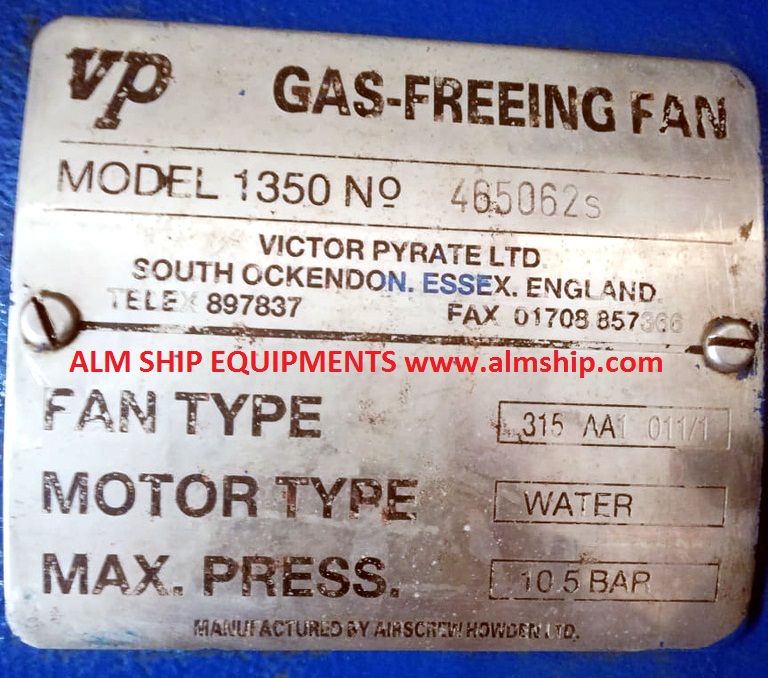 vp GAS-FREEING FAN
MODEL 1350 Nº 465062s
VICTOR PYRATE LTD
SOUTH OCKENDON. ESSEX. ENGLAND
TELEX 897837 FAX 01708 857366
ALM SHIP EQUIPMENTS www.almship.com
FAN TYPE 315 AA1 011/1
MOTOR TYPE WATER
MAX. PRESS. 10.5 BAR
MANUFACTURED BY AIRSCREW HOWDEN LTD.